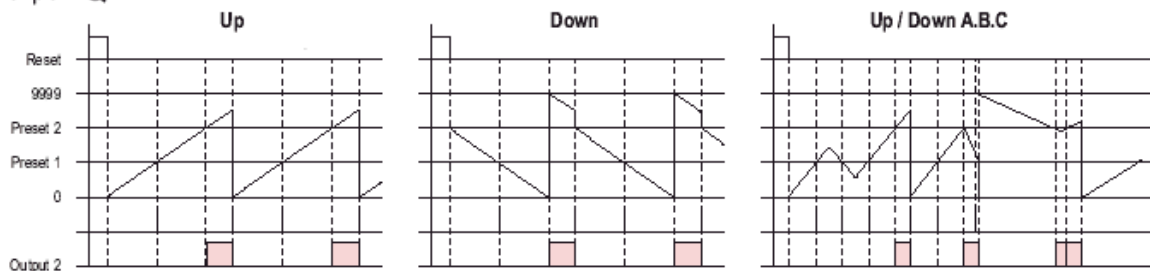 Up
Down
Up / Down A.B.C
Reset
9999
Preset 2
Preset 1
0
Output 2